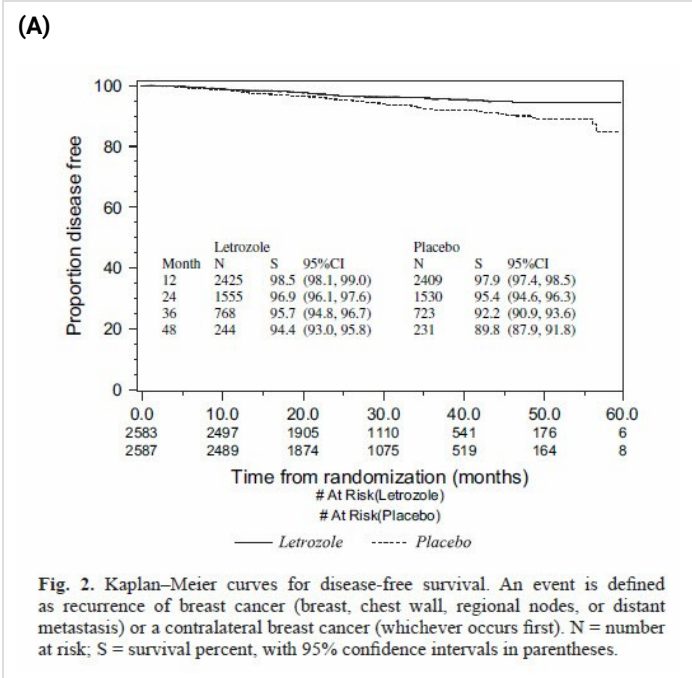 (A)
100
80
60
40
20
0
Proportion disease free
Letrozole Placebo
Month N S 95%CI N S 95%CI
12 2425 98.5 (98.1, 99.0) 2409 97.9 (97.4, 98.5)
24 1555 96.9 (96.1, 97.6) 1530 95.4 (94.6, 96.3)
36 768 95.7 (94.8, 96.7) 723 92.2 (90.9, 93.6)
48 244 94.4 (93.0, 95.8) 231 89.8 (87.9, 91.8)
0.0 10.0 20.0 30.0 40.0 50.0 60.0
2583 2497 1905 1110 541 176 6
2587 2489 1874 1075 519 164 8
Time from randomization (months)
# At Risk(Letrozole)
# At Risk(Placebo)
Letrozole Placebo
Fig. 2. Kaplan–Meier curves for disease-free survival. An event is defined
as recurrence of breast cancer (breast, chest wall, regional nodes, or distant
metastasis) or a contralateral breast cancer (whichever occurs first). N = number
at risk; S = survival percent, with 95% confidence intervals in parentheses.